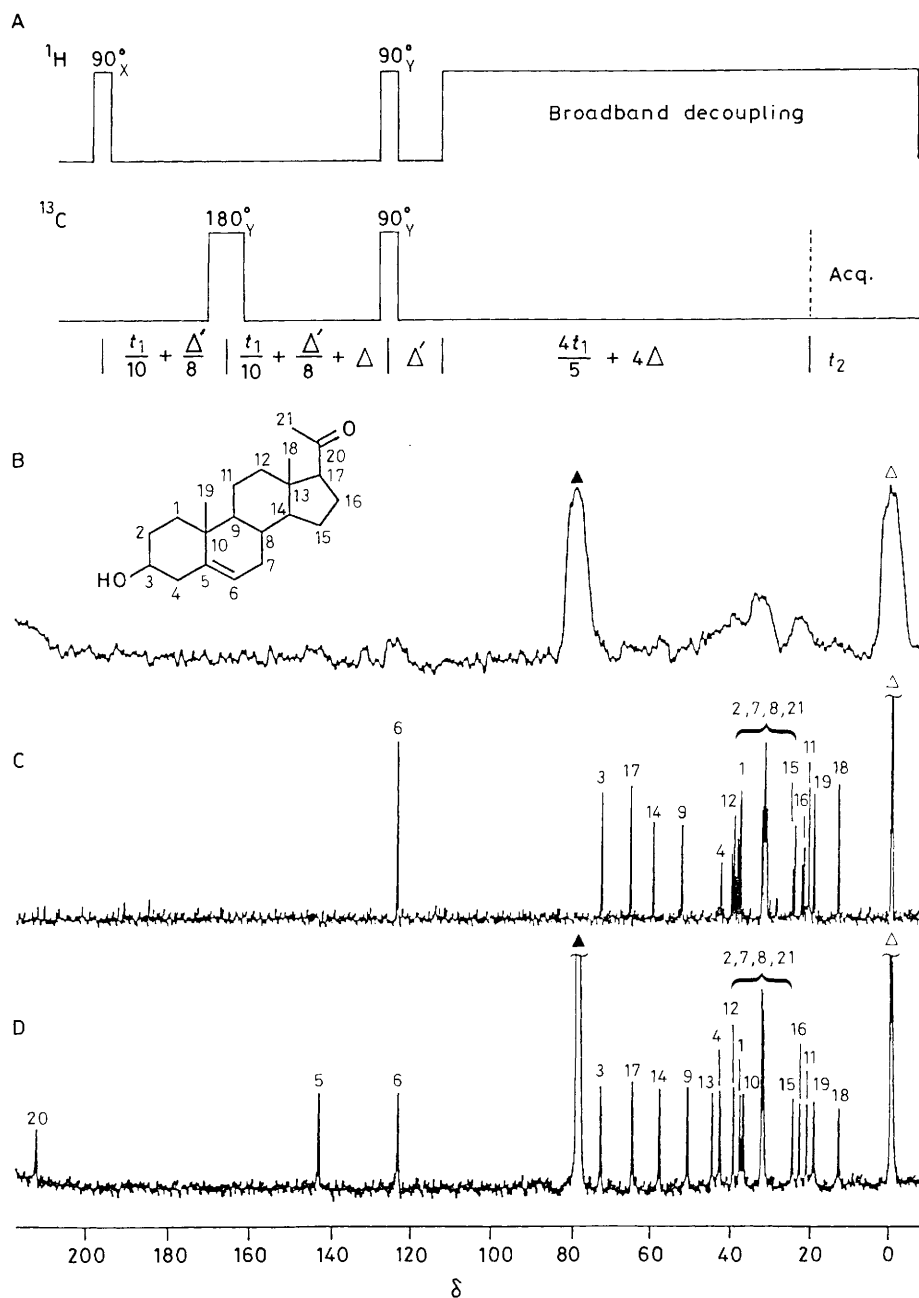 A
¹H
90°X
90°Y
Broadband decoupling
¹³C
180°Y
90°Y
Acq.
t₁/10 + Δ'/8
t₁/10 + Δ'/8 + Δ
Δ'
4t₁/5 + 4Δ
t₂
B
21
O
20
18
12
17
11
16
19
13
1
14
2
9
15
10
8
HO
3
5
7
4
6
▲
△
C
6
3
17
14
9
4
12
1
2,7,8,21
15
16
11
19
18
△
D
20
5
6
▲
3
17
14
9
13
4
12
1
10
2,7,8,21
15
16
11
19
18
△
200 180 160 140 120 100 80 60 40 20 0
δ